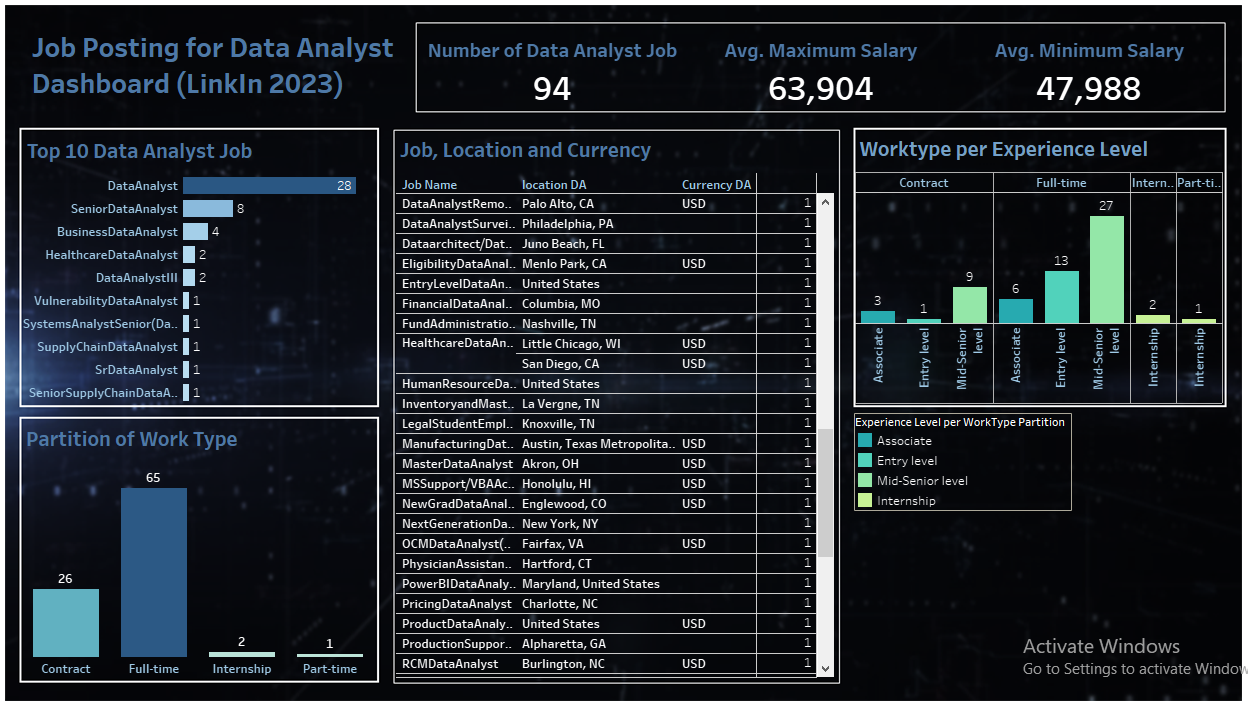 Job Posting for Data Analyst
Dashboard (LinkIn 2023)
Number of Data Analyst Job
94
Avg. Maximum Salary
63,904
Avg. Minimum Salary
47,988
Top 10 Data Analyst Job
DataAnalyst 28
SeniorDataAnalyst 8
BusinessDataAnalyst 4
HealthcareDataAnalyst 2
DataAnalystIII 2
VulnerabilityDataAnalyst 1
SystemsAnalystSenior(Da.. 1
SupplyChainDataAnalyst 1
SrDataAnalyst 1
SeniorSupplyChainDataA.. 1
Partition of Work Type
65
26
2
1
Contract Full-time Internship Part-time
Job, Location and Currency
Job Name location DA Currency DA
DataAnalystRemo.. Palo Alto, CA USD 1
DataAnalystSurvei.. Philadelphia, PA 1
Dataarchitect/Dat.. Juno Beach, FL 1
EligibilityDataAnal.. Menlo Park, CA USD 1
EntryLevelDataAn.. United States 1
FinancialDataAnal.. Columbia, MO 1
FundAdministratio.. Nashville, TN 1
HealthcareDataAn.. Little Chicago, WI USD 1
San Diego, CA USD 1
HumanResourceDa.. United States 1
InventoryandMast.. La Vergne, TN 1
LegalStudentEmpl.. Knoxville, TN 1
ManufacturingDat.. Austin, Texas Metropolita.. USD 1
MasterDataAnalyst Akron, OH USD 1
MSSupport/VBAAc.. Honolulu, HI USD 1
NewGradDataAnal.. Englewood, CO USD 1
NextGenerationDa.. New York, NY 1
OCMDataAnalyst(.. Fairfax, VA USD 1
PhysicianAssistan.. Hartford, CT 1
PowerBIDataAnaly.. Maryland, United States 1
PricingDataAnalyst Charlotte, NC 1
ProductDataAnaly.. United States USD 1
ProductionSuppor.. Alpharetta, GA 1
RCMDataAnalyst Burlington, NC USD 1
Worktype per Experience Level
Contract Full-time Intern.. Part-ti..
27
13
9
6
3
1
2
1
Associate
Entry level
Mid-Senior
level
Associate
Entry level
Mid-Senior
level
Internship
Internship
Experience Level per WorkType Partition
Associate
Entry level
Mid-Senior level
Internship
Activate Windows
Go to Settings to activate Window